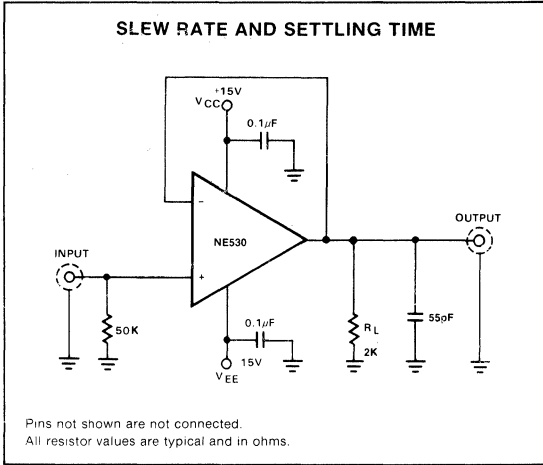 SLEW RATE AND SETTLING TIME
+15V
VCC
0.1µF
−
NE530
OUTPUT
INPUT
+
50K
0.1µF
RL
2K
55pF
15V
VEE
Pins not shown are not connected.
All resistor values are typical and in ohms.